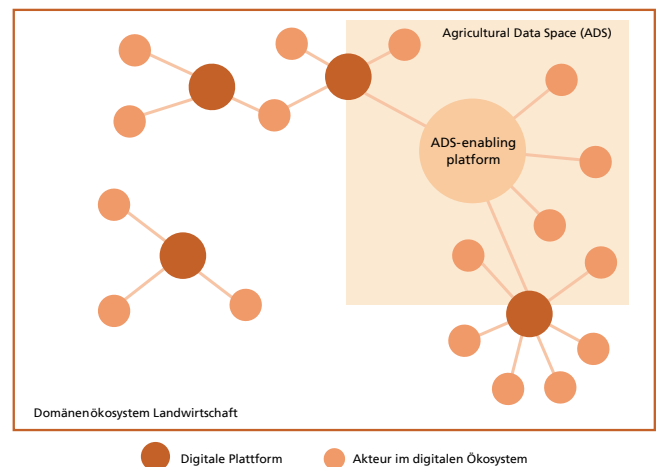 Agricultural Data Space (ADS)
ADS-enabling
platform
Domänenökosystem Landwirtschaft
Digitale Plattform
Akteur im digitalen Ökosystem